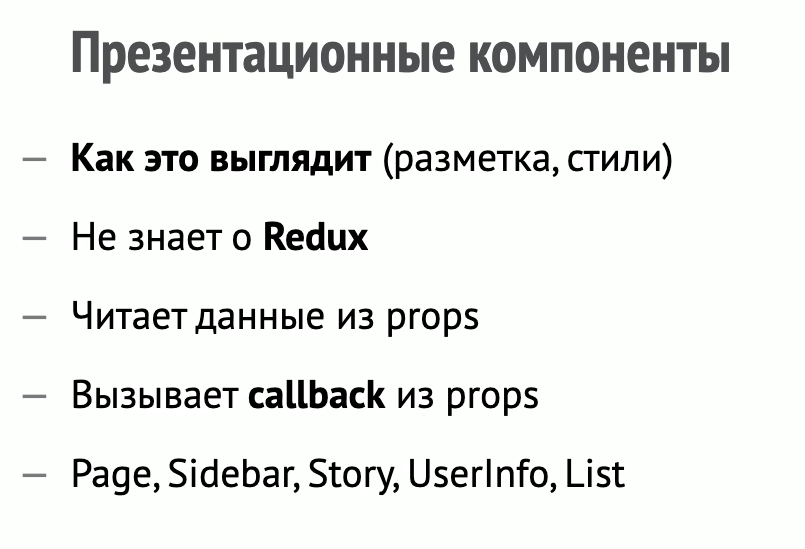 Презентационные компоненты
— Как это выглядит (разметка, стили)
— Не знает о Redux
— Читает данные из props
— Вызывает callback из props
— Page, Sidebar, Story, UserInfo, List